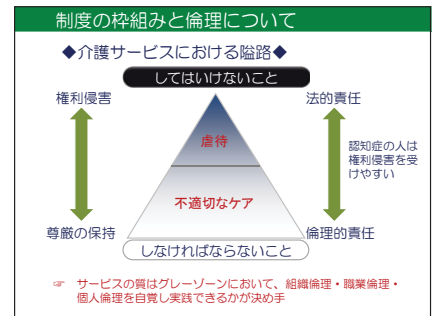 制度の枠組みと倫理について
◆介護サービスにおける隘路◆
してはいけないこと
権利侵害
法的責任
虐待
認知症の人は
権利侵害を受
けやすい
不適切なケア
尊厳の保持
倫理的責任
しなければならないこと
☞ サービスの質はグレーゾーンにおいて、組織倫理・職業倫理・
個人倫理を自覚し実践できるかが決め手